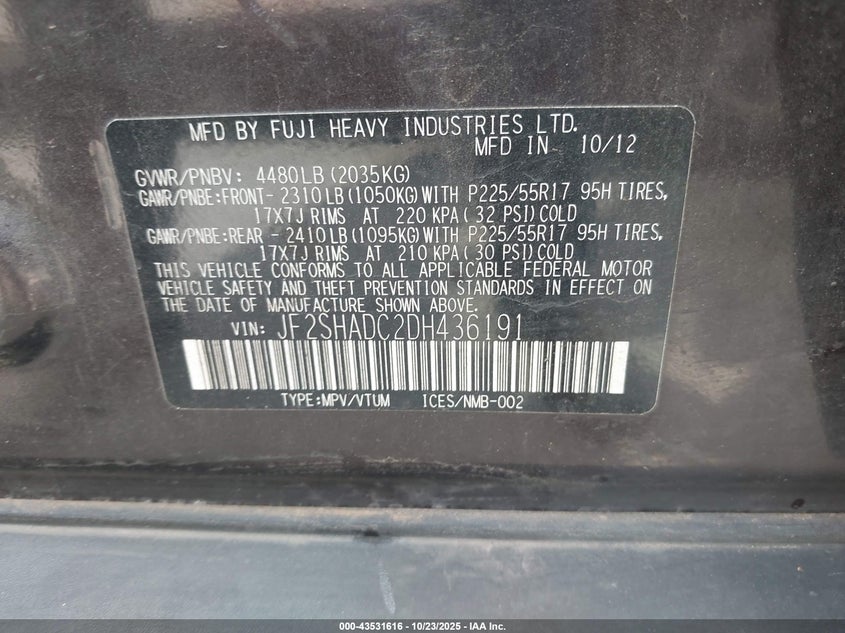 MFD BY FUJI HEAVY INDUSTRIES LTD.
MFD IN 10/12
GVWR/PNBV: 4480LB (2035KG)
GAWR/PNBE:FRONT- 2310LB(1050KG)WITH P225/55R17 95H TIRES,
17X7J RIMS AT 220 KPA( 32 PSI)COLD
GAWR/PNBE:REAR - 2410LB(1095KG)WITH P225/55R17 95H TIRES,
17X7J RIMS AT 210 KPA( 30 PSI)COLD
THIS VEHICLE CONFORMS TO ALL APPLICABLE FEDERAL MOTOR
VEHICLE SAFETY AND THEFT PREVENTION STANDARDS IN EFFECT ON
THE DATE OF MANUFACTURE SHOWN ABOVE.
VIN: JF2SHADC2DH436191
TYPE:MPV/VTUM ICES/NMB-002
000-43531616 - 10/23/2025 - IAA Inc.